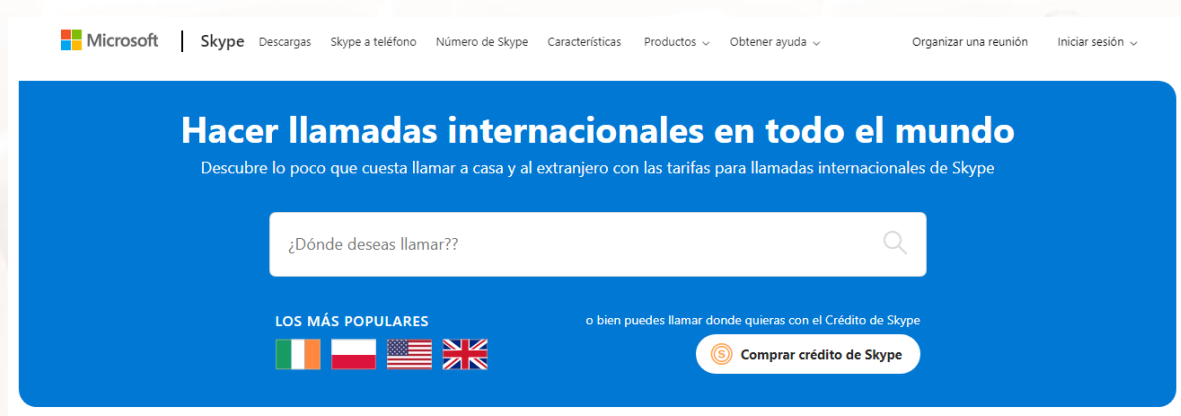 Microsoft Skype Descargas Skype a teléfono Número de Skype Características Productos Obtener ayuda Organizar una reunión Iniciar sesión
Hacer llamadas internacionales en todo el mundo
Descubre lo poco que cuesta llamar a casa y al extranjero con las tarifas para llamadas internacionales de Skype
¿Dónde deseas llamar??
LOS MÁS POPULARES
o bien puedes llamar donde quieras con el Crédito de Skype
Comprar crédito de Skype